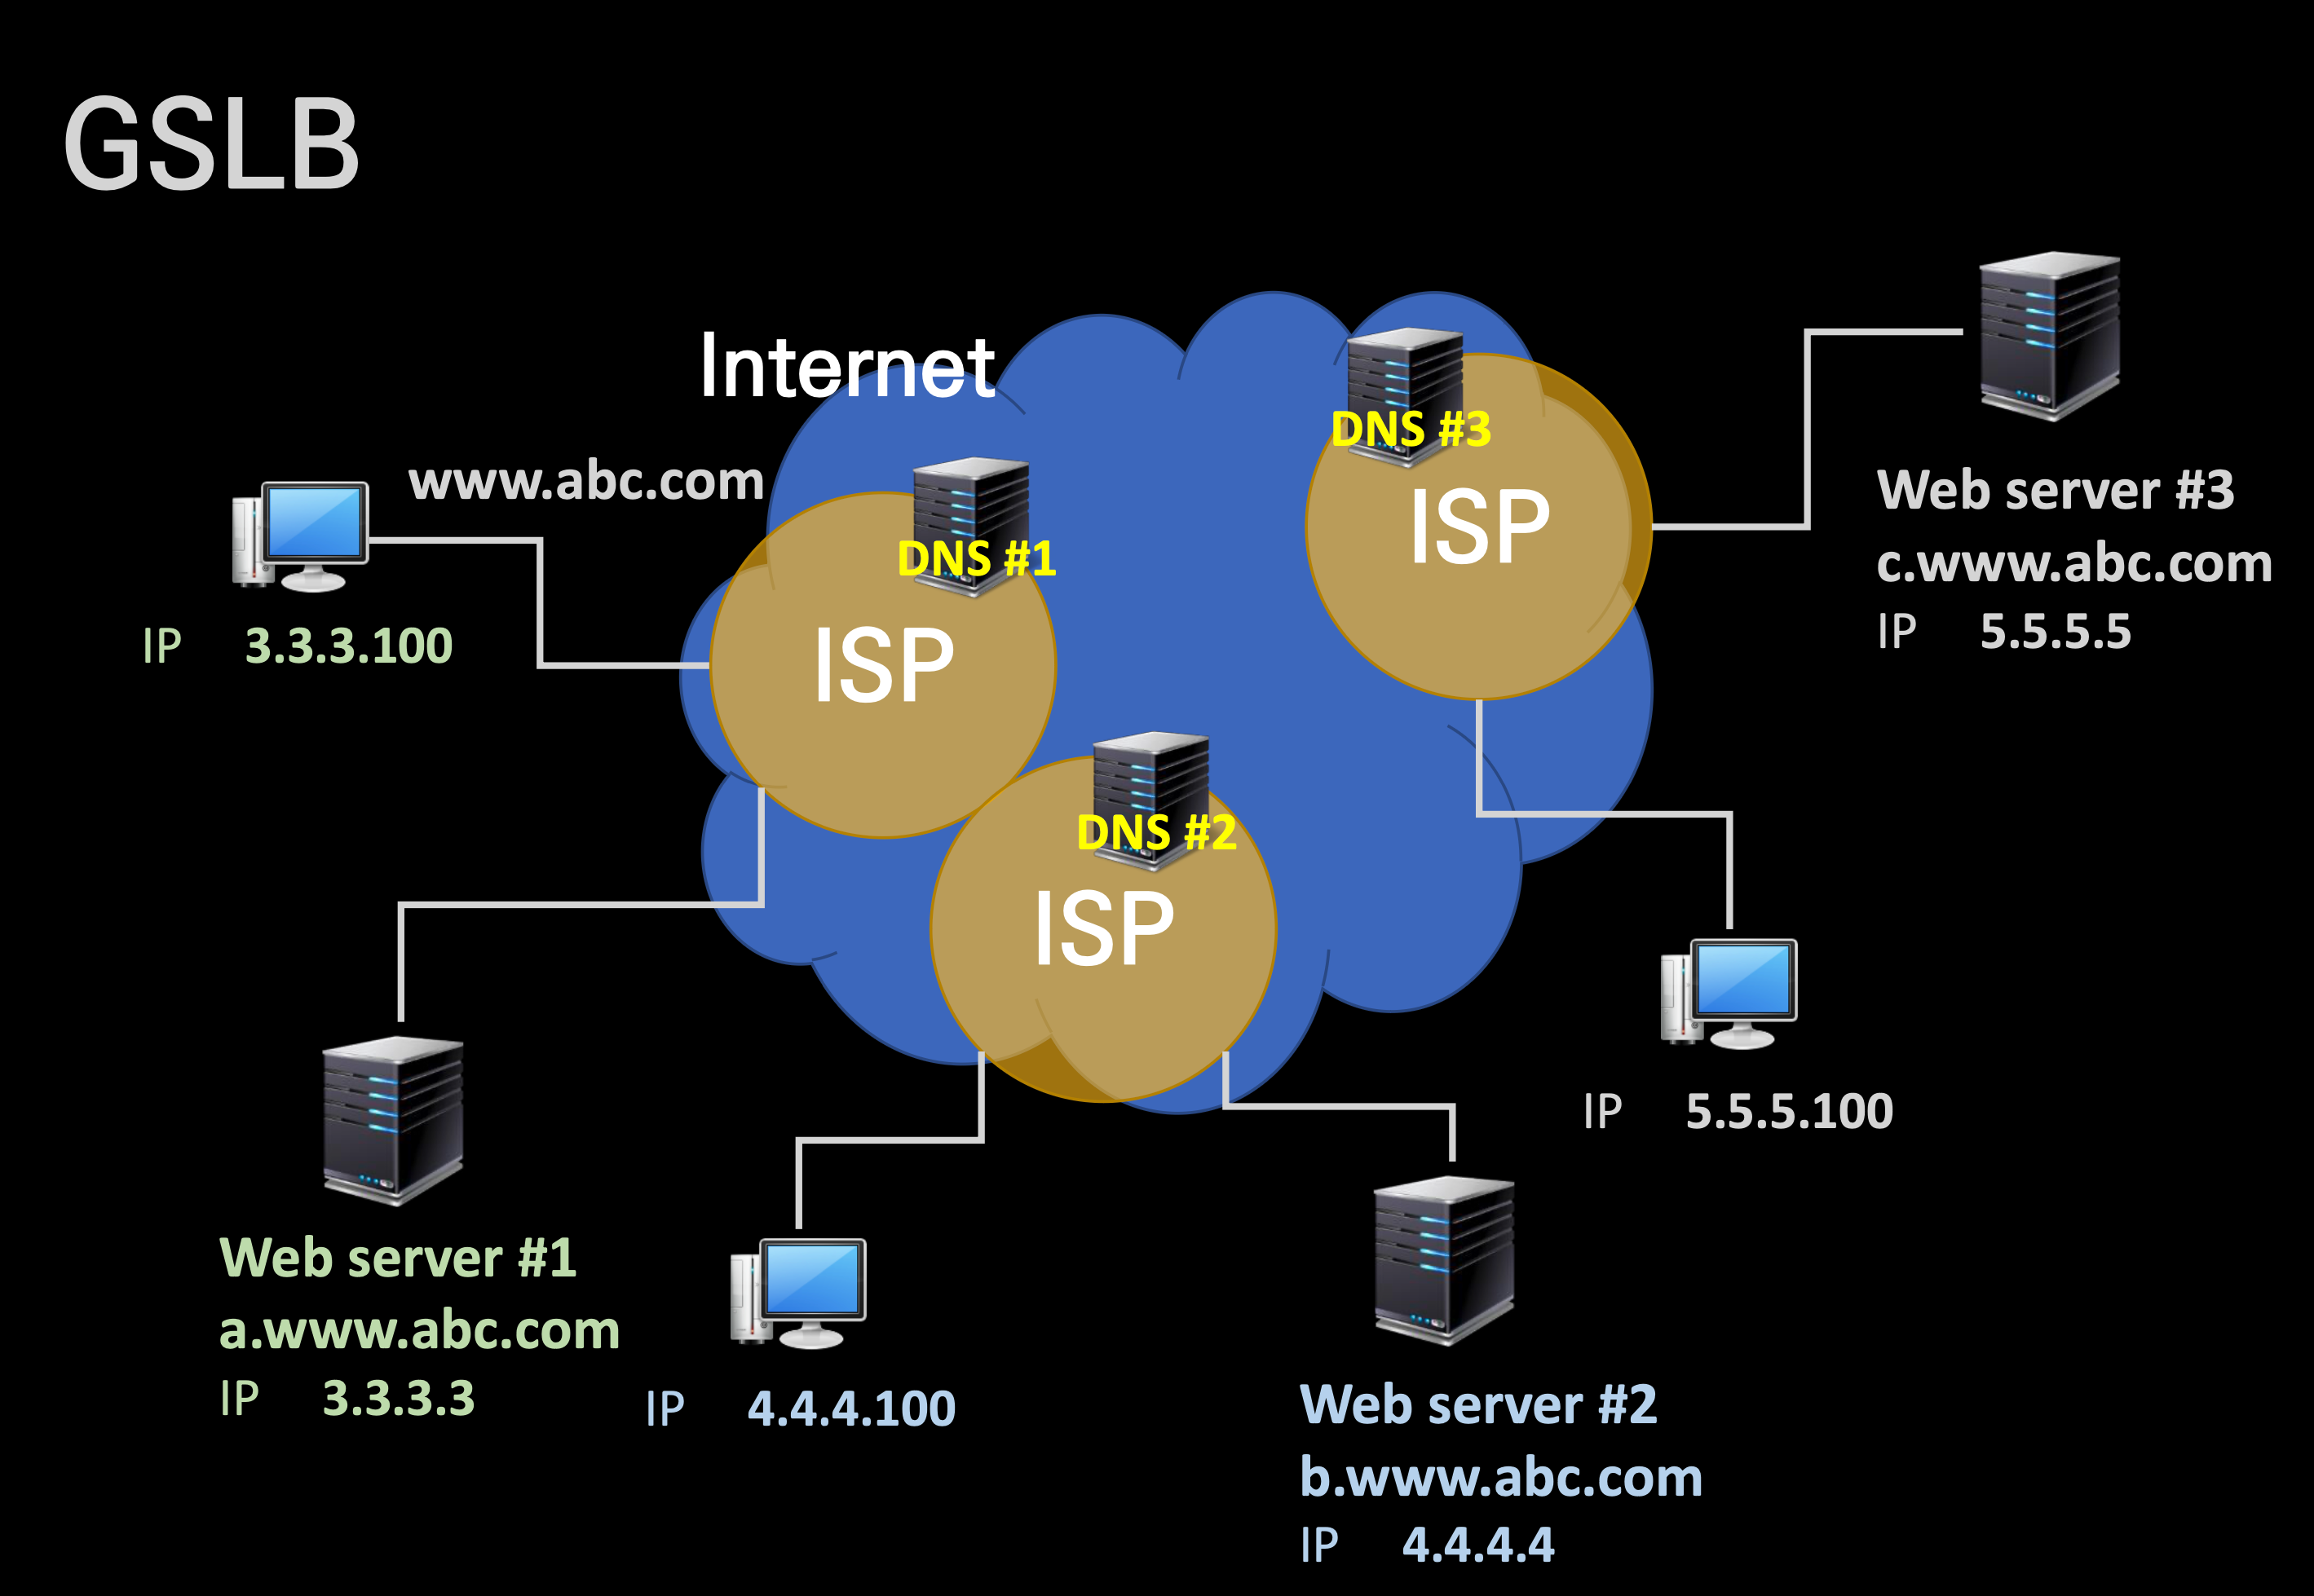 GSLB
Internet
DNS #3
www.abc.com
DNS #1
ISP
Web server #3
c.www.abc.com
IP 5.5.5.5
IP 3.3.3.100
ISP
DNS #2
ISP
IP 5.5.5.100
Web server #1
a.www.abc.com
IP 3.3.3.3
IP 4.4.4.100
Web server #2
b.www.abc.com
IP 4.4.4.4